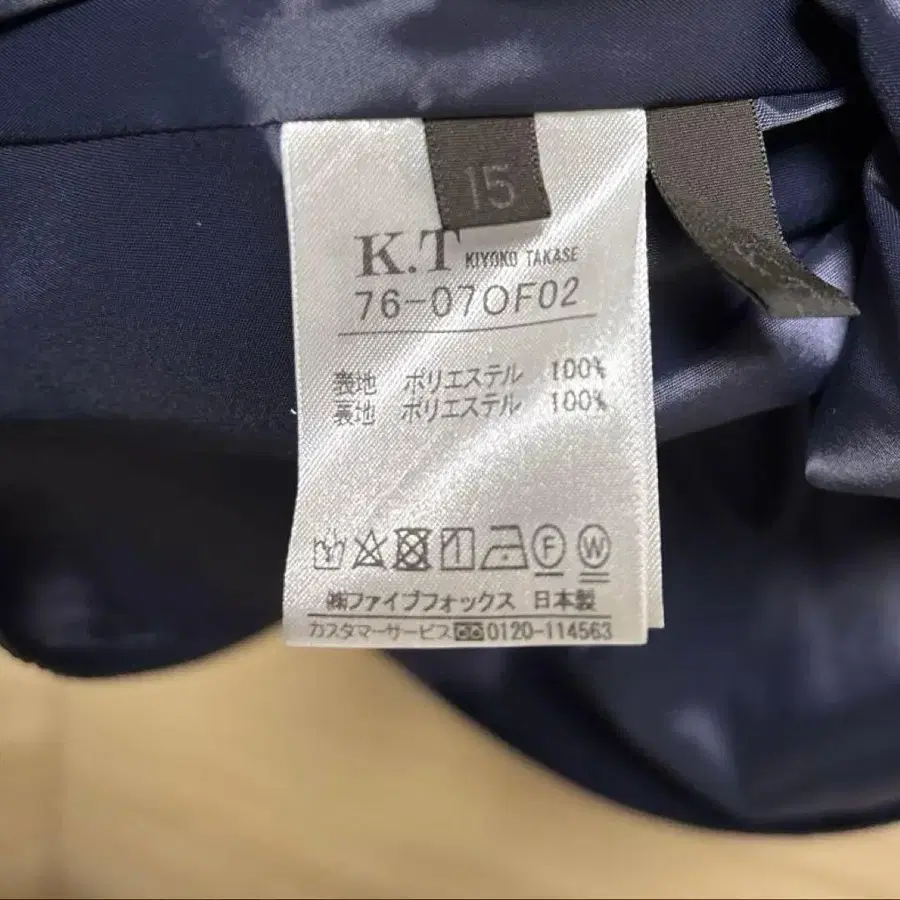 15
K.T KIYOKO TAKASE
76-07OF02
表地 ポリエステル 100%
裏地 ポリエステル 100%
F W
㈱ファイブフォックス 日本製
カスタマーサービス 0120-114563